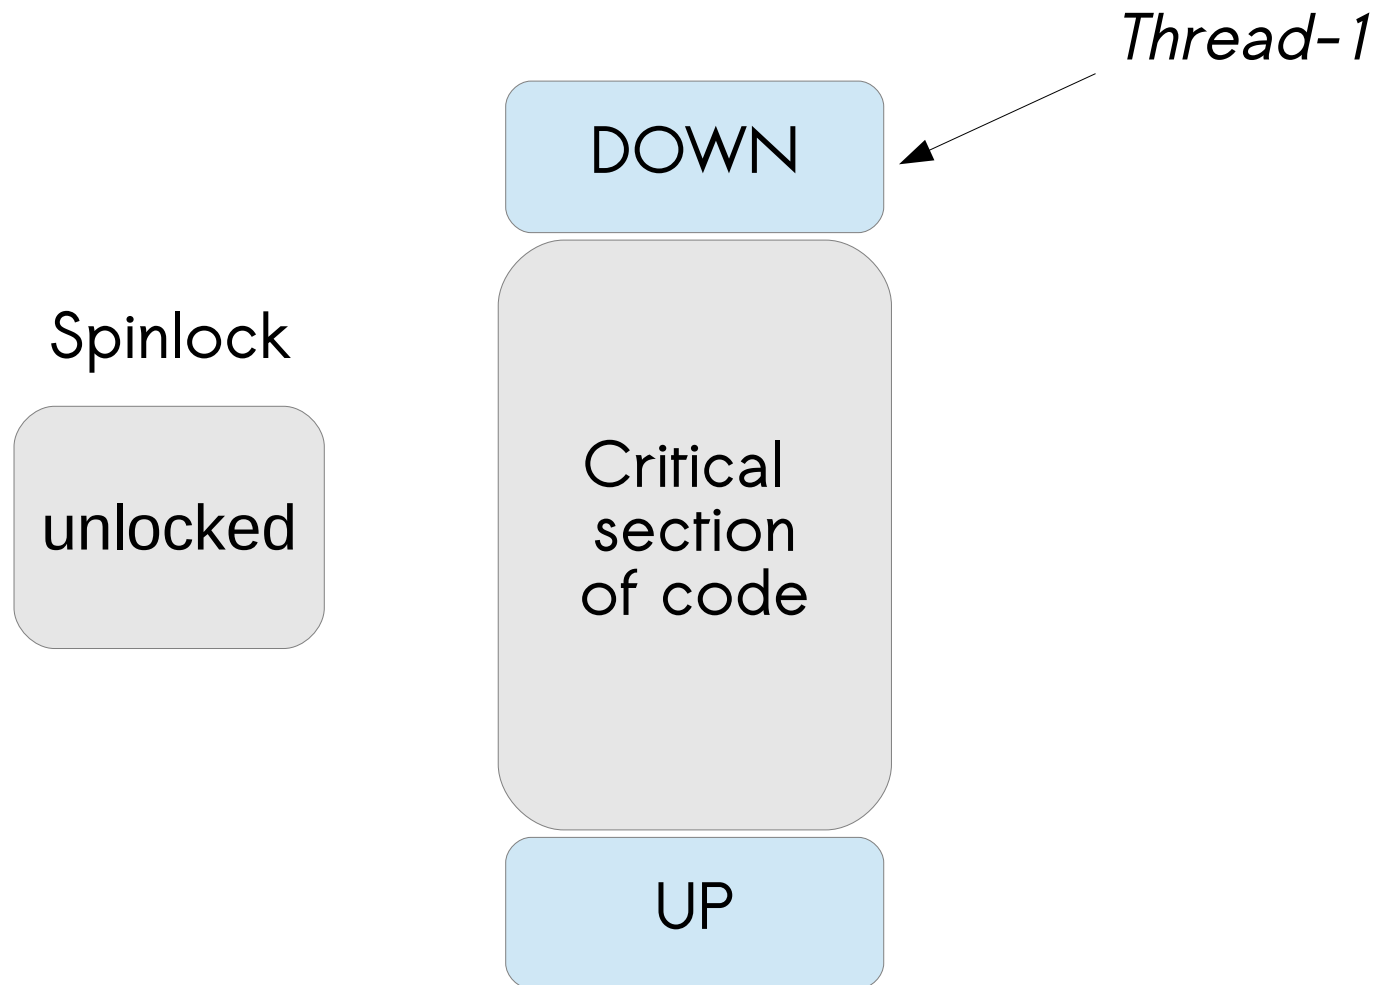 Thread-1
DOWN
Spinlock
unlocked
Critical
section
of code
UP